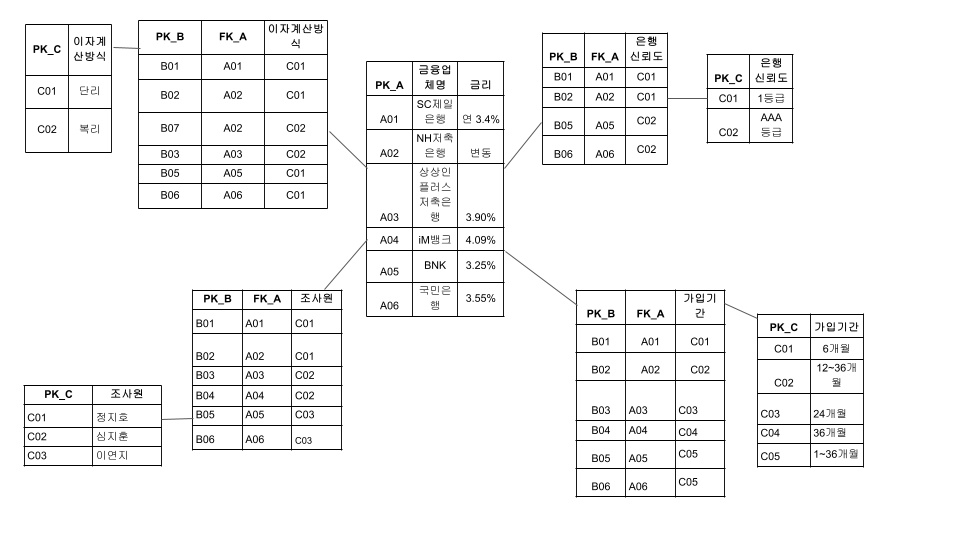 PK_C 이자계
산방식
C01 단리
C02 복리
PK_B FK_A 이자계산방
식
B01 A01 C01
B02 A02 C01
B07 A02 C02
B03 A03 C02
B05 A05 C01
B06 A06 C01
PK_A 금융업
체명 금리
A01 SC제일
은행 연 3.4%
A02 NH저축
은행 변동
A03 상상인
플러스
저축은
행 3.90%
A04 iM뱅크 4.09%
A05 BNK 3.25%
A06 국민은
행 3.55%
PK_B FK_A 은행
신뢰도
B01 A01 C01
B02 A02 C01
B05 A05 C02
B06 A06 C02
PK_C 은행
신뢰도
C01 1등급
C02 AAA
등급
PK_B FK_A 조사원
B01 A01 C01
B02 A02 C01
B03 A03 C02
B04 A04 C02
B05 A05 C03
B06 A06 C03
PK_C 조사원
C01 정지호
C02 심지훈
C03 이연지
PK_B FK_A 가입기
간
B01 A01 C01
B02 A02 C02
B03 A03 C03
B04 A04 C04
B05 A05 C05
B06 A06 C05
PK_C 가입기간
C01 6개월
C02 12~36개
월
C03 24개월
C04 36개월
C05 1~36개월